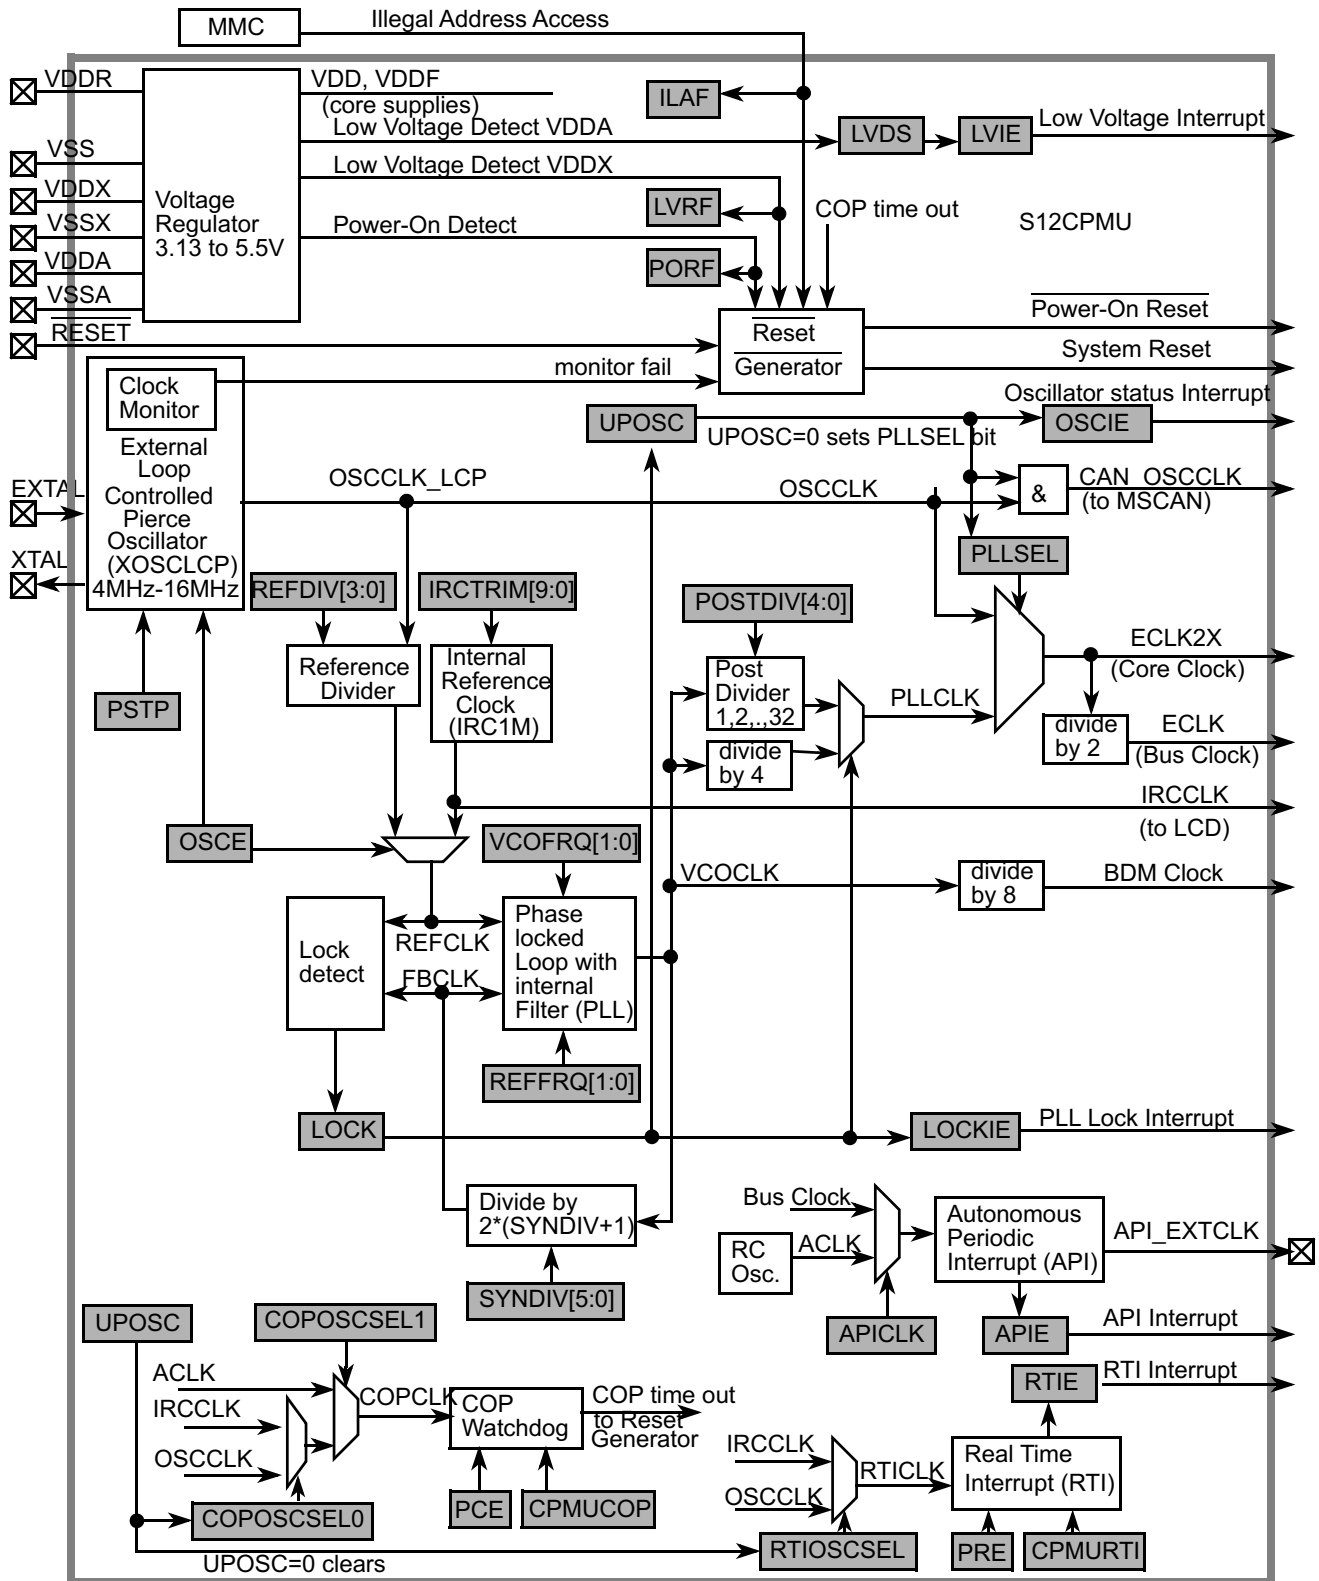 MMC
Illegal Address Access
VDDR
VDD, VDDF
(core supplies)
ILAF
Low Voltage Detect VDDA
LVDS
LVIE
Low Voltage Interrupt
VSS
Low Voltage Detect VDDX
VDDX
Voltage
Regulator
3.13 to 5.5V
LVRF
COP time out
S12CPMU
VSSX
Power-On Detect
VDDA
PORF
VSSA
RESET
Reset
Generator
Power-On Reset
System Reset
monitor fail
Clock
Monitor
Oscillator status Interrupt
UPOSC
OSCIE
UPOSC=0 sets PLLSEL bit
External
Loop
Controlled
Pierce
Oscillator
(XOSCLCP)
4MHz-16MHz
EXTAL
XTAL
OSCCLK_LCP
OSCCLK
&
CAN_OSCCLK
(to MSCAN)
PLLSEL
REFDIV[3:0]
IRCTRIM[9:0]
POSTDIV[4:0]
Reference
Divider
Internal
Reference
Clock
(IRC1M)
Post
Divider
1,2,.,32
PLLCLK
ECLK2X
(Core Clock)
PSTP
divide
by 4
divide
by 2
ECLK
(Bus Clock)
IRCCLK
(to LCD)
OSCE
VCOFRQ[1:0]
VCOCLK
divide
by 8
BDM Clock
Lock
detect
REFCLK
FBCLK
Phase
locked
Loop with
internal
Filter (PLL)
REFFRQ[1:0]
LOCK
LOCKIE
PLL Lock Interrupt
Divide by
2*(SYNDIV+1)
SYNDIV[5:0]
Bus Clock
RC
Osc.
ACLK
Autonomous
Periodic
Interrupt (API)
API_EXTCLK
APICLK
APIE
API Interrupt
UPOSC
COPOSCSEL1
ACLK
IRCCLK
OSCCLK
COPCLK
COP
Watchdog
COP time out
to Reset
Generator
COPOSCSEL0
PCE
CPMUCOP
UPOSC=0 clears
RTIE
RTI Interrupt
IRCCLK
OSCCLK
RTICLK
Real Time
Interrupt (RTI)
RTIOSCSEL
PRE
CPMURTI